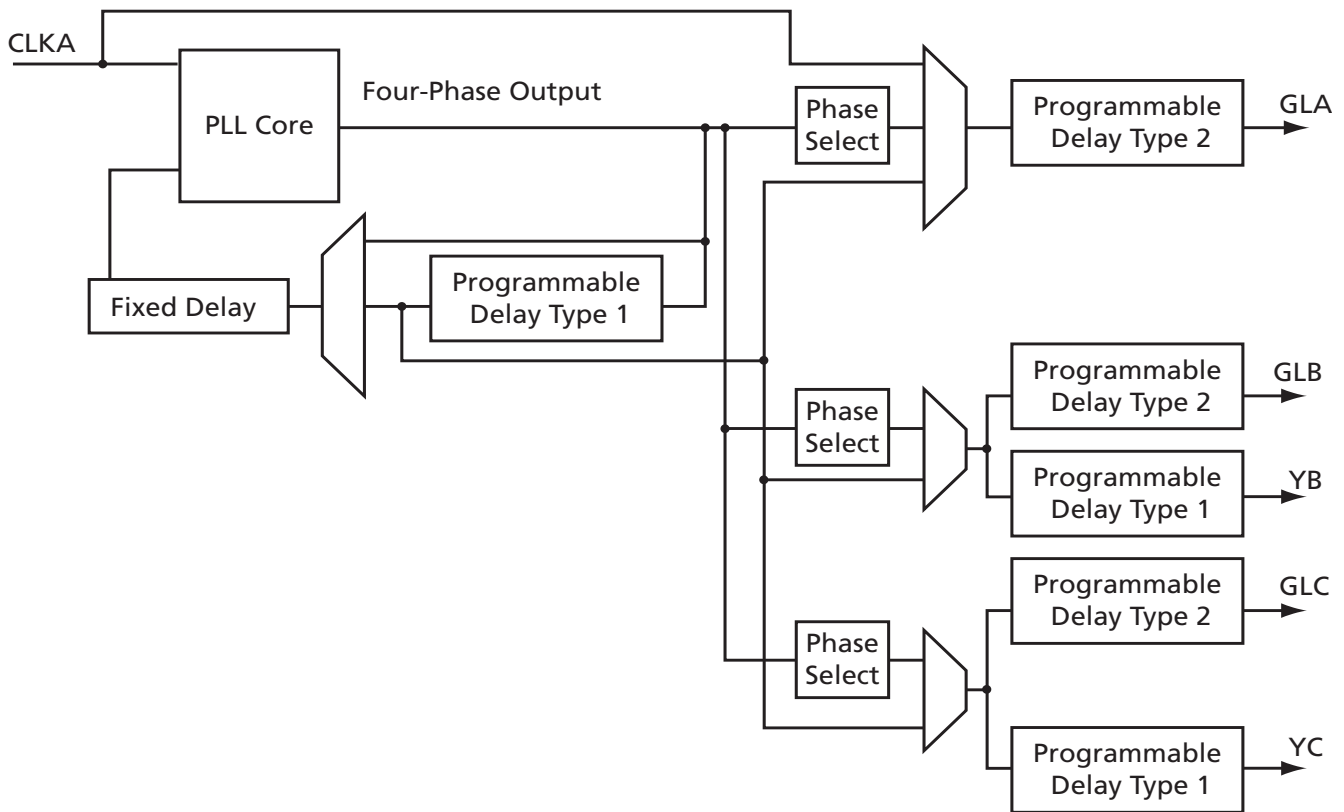 CLKA
PLL Core
Four-Phase Output
Phase
Select
Programmable
Delay Type 2
GLA
Fixed Delay
Programmable
Delay Type 1
Phase
Select
Programmable
Delay Type 2
GLB
Programmable
Delay Type 1
YB
Phase
Select
Programmable
Delay Type 2
GLC
Programmable
Delay Type 1
YC